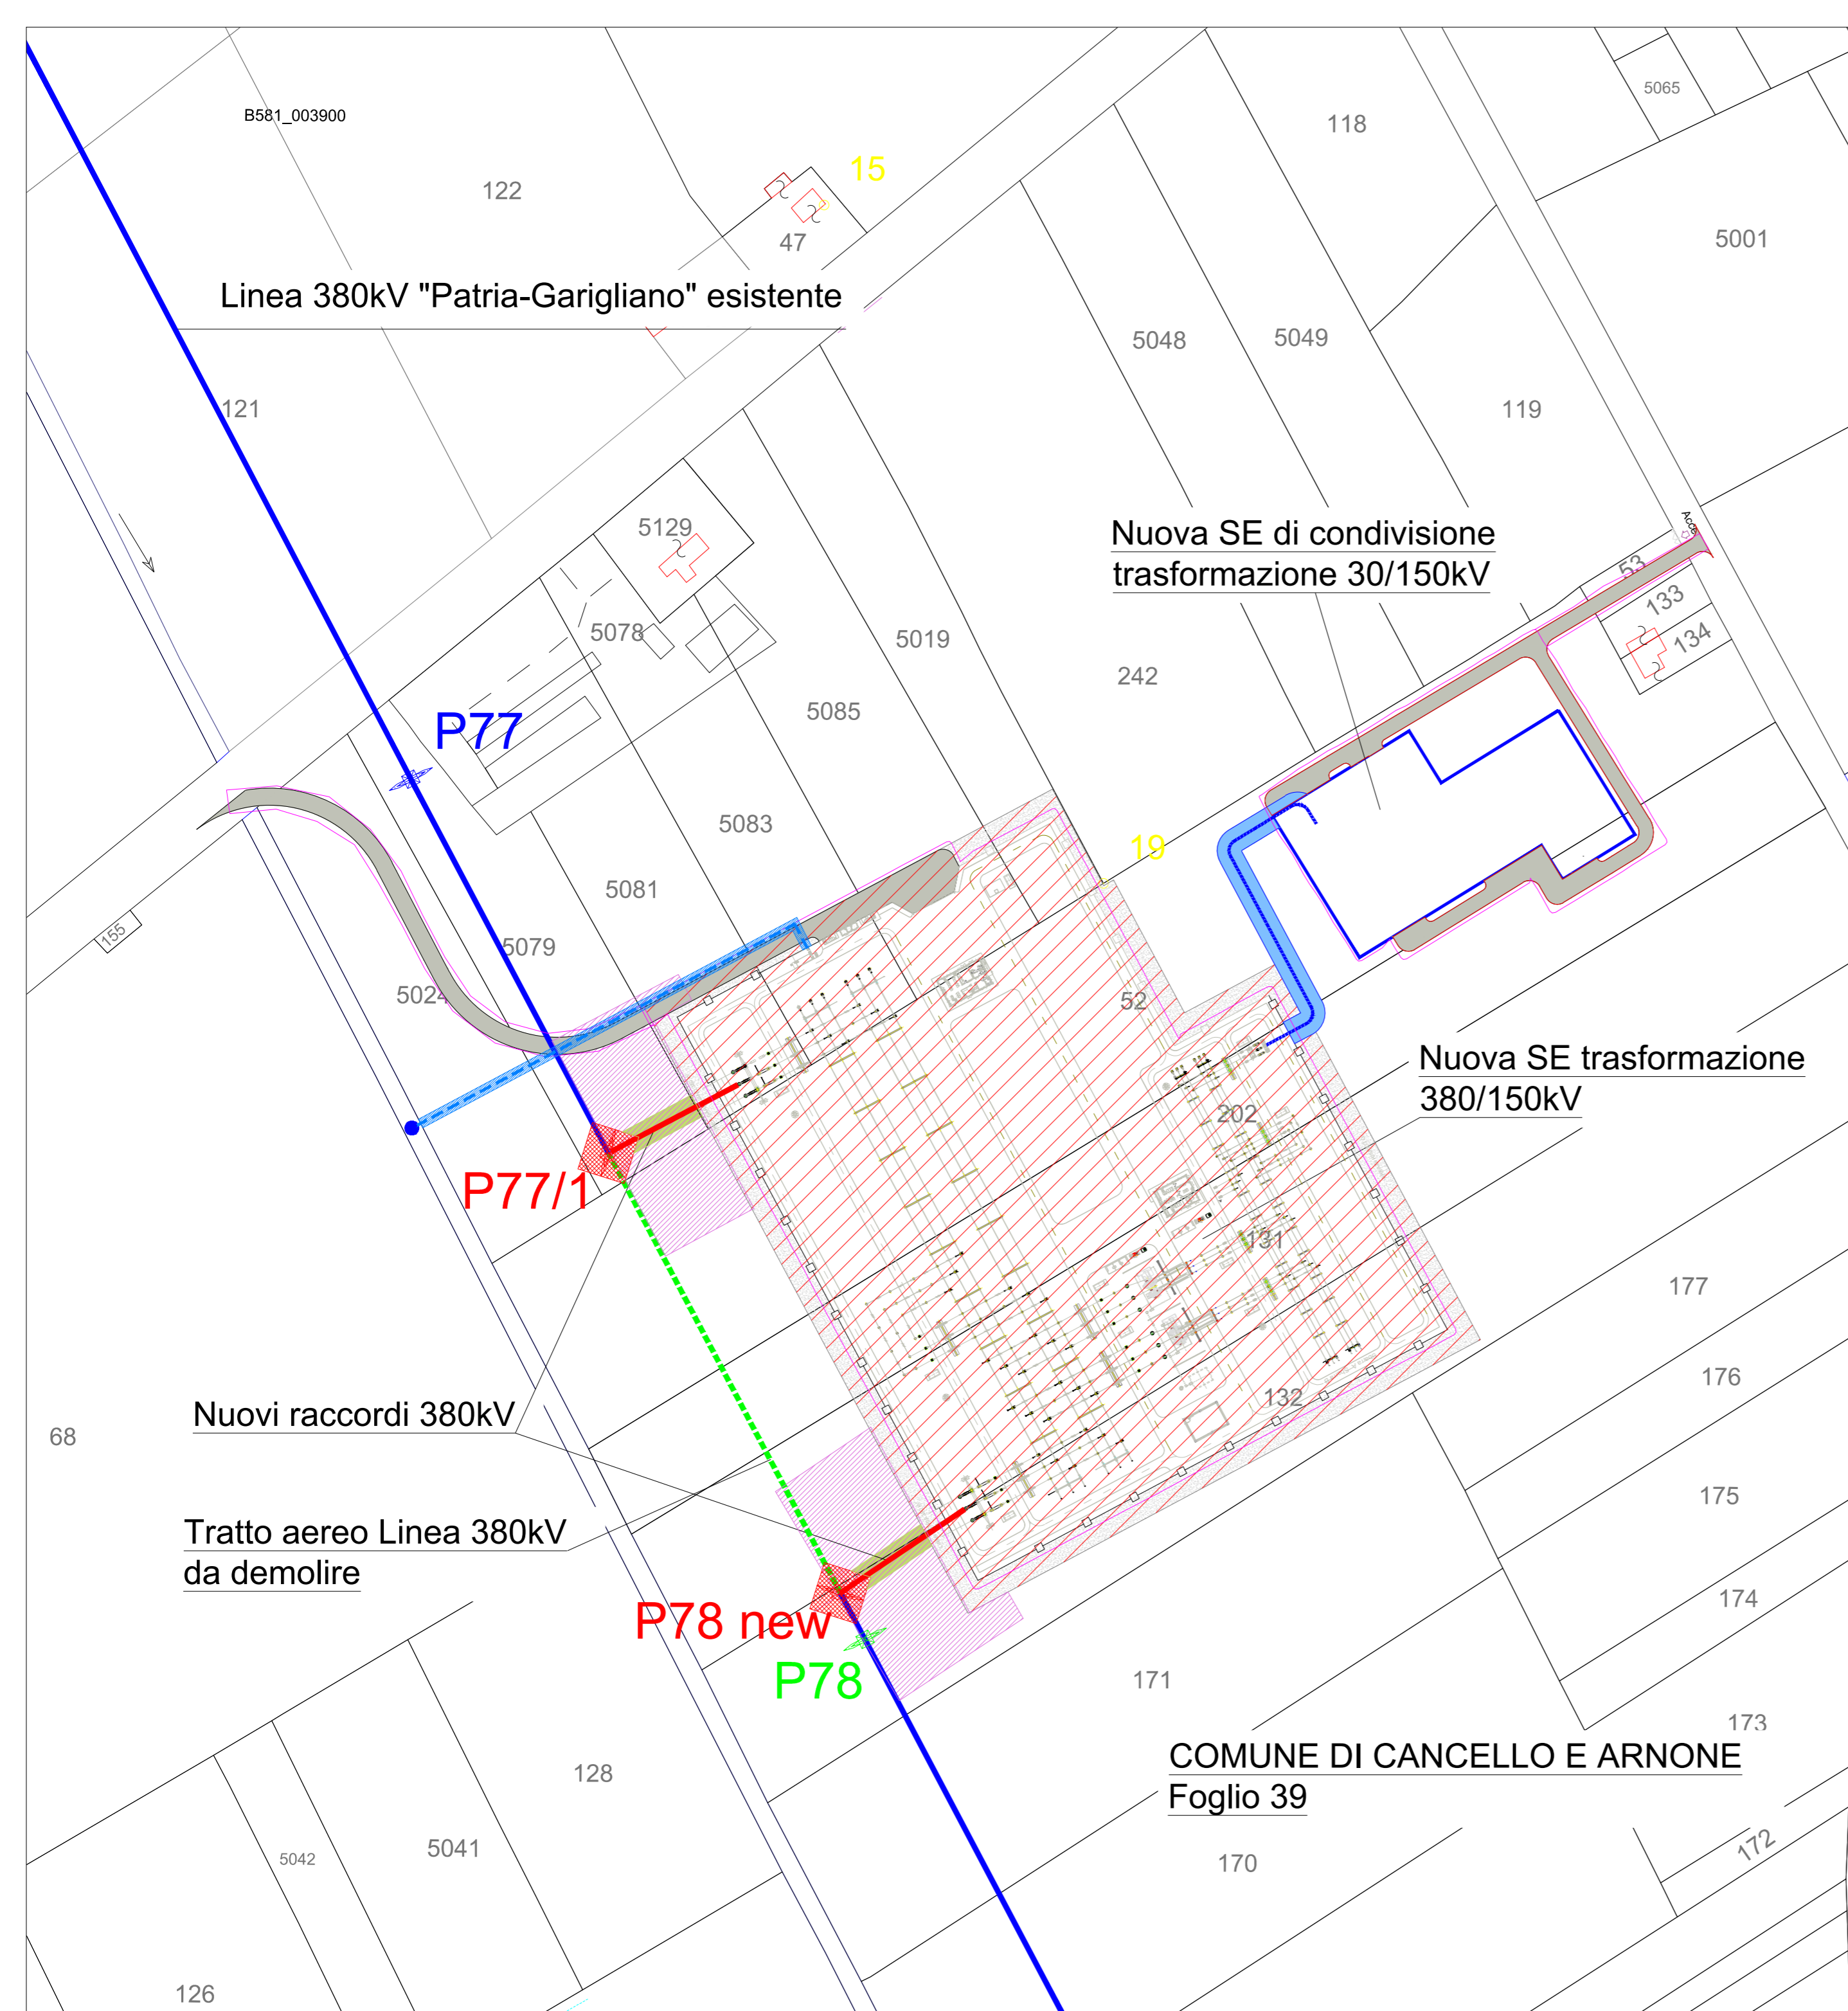 B581_003900
5065
118
122
15
47
5001
Linea 380kV "Patria-Garigliano" esistente
5048
5049
121
119
5129
Nuova SE di condivisione
trasformazione 30/150kV
53
133
134
5078
5019
242
5085
P77
5083
19
5081
155
5079
5024
52
Nuova SE trasformazione
380/150kV
202
P77/1
131
177
176
132
Nuovi raccordi 380kV
68
175
Tratto aereo Linea 380kV
da demolire
174
P78 new
P78
171
173
COMUNE DI CANCELLO E ARNONE
Foglio 39
128
5041
5042
170
172
126